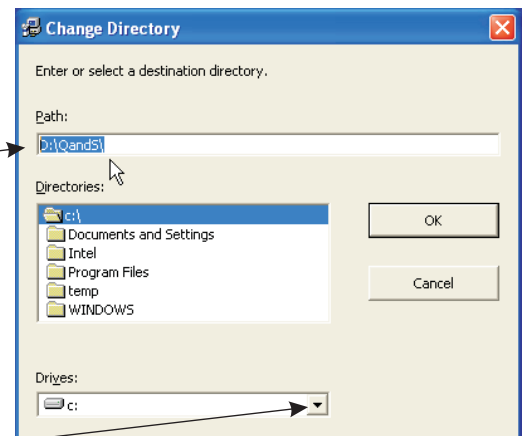 Change Directory
Enter or select a destination directory.
Path:
D:\QandS\
Directories:
c:\
Documents and Settings
Intel
Program Files
temp
WINDOWS
OK
Cancel
Drives:
c: